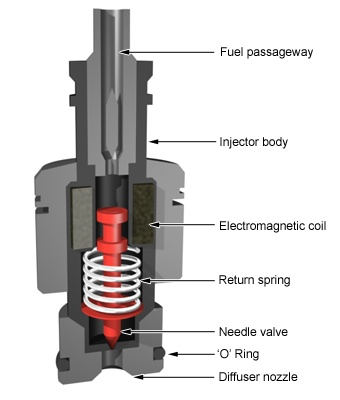 Fuel passageway
Injector body
Electromagnetic coil
Return spring
Needle valve
‘O’ Ring
Diffuser nozzle